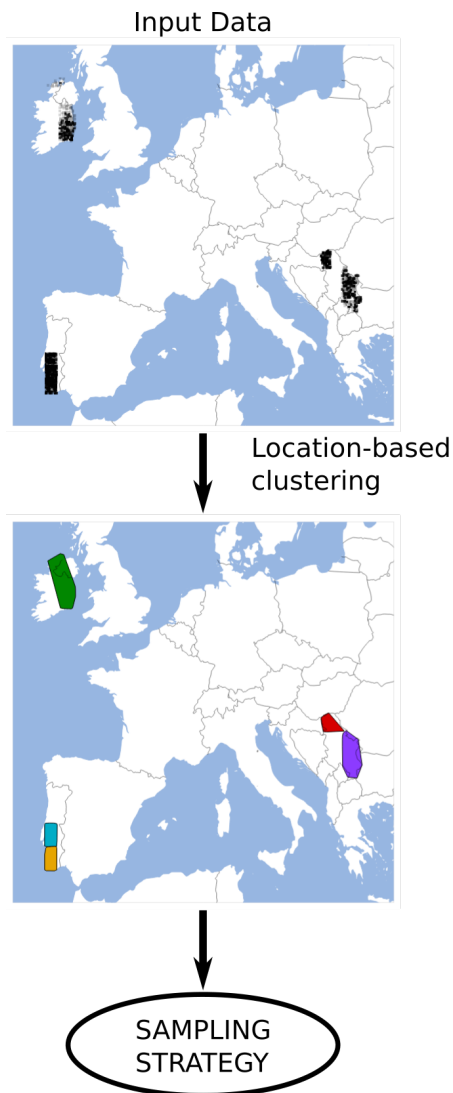 Input Data
Location-based
clustering
SAMPLING
STRATEGY